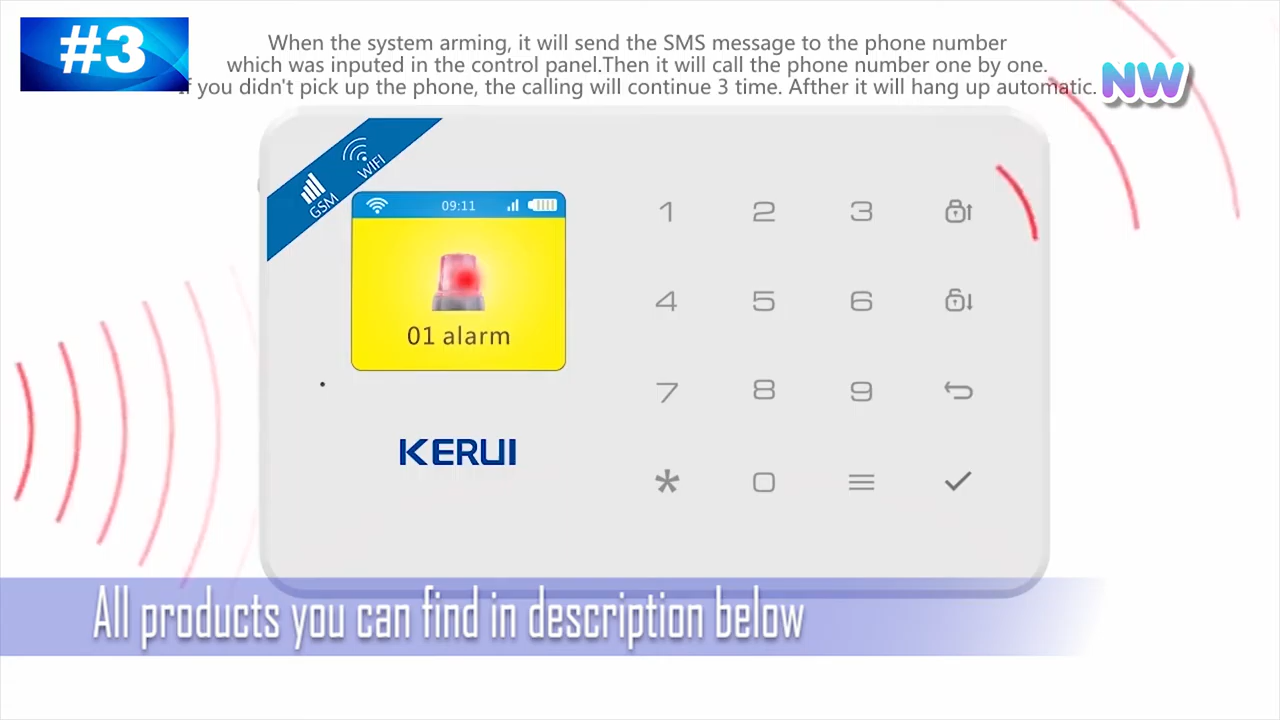 #3
When the system arming, it will send the SMS message to the phone number
which was inputed in the control panel.Then it will call the phone number one by one.
If you didn't pick up the phone, the calling will continue 3 time. Afther it will hang up automatic.
NW
GSM
WIFI
09:11
01 alarm
KERUI
1 2 3
4 5 6
7 8 9
* 0
All products you can find in description below